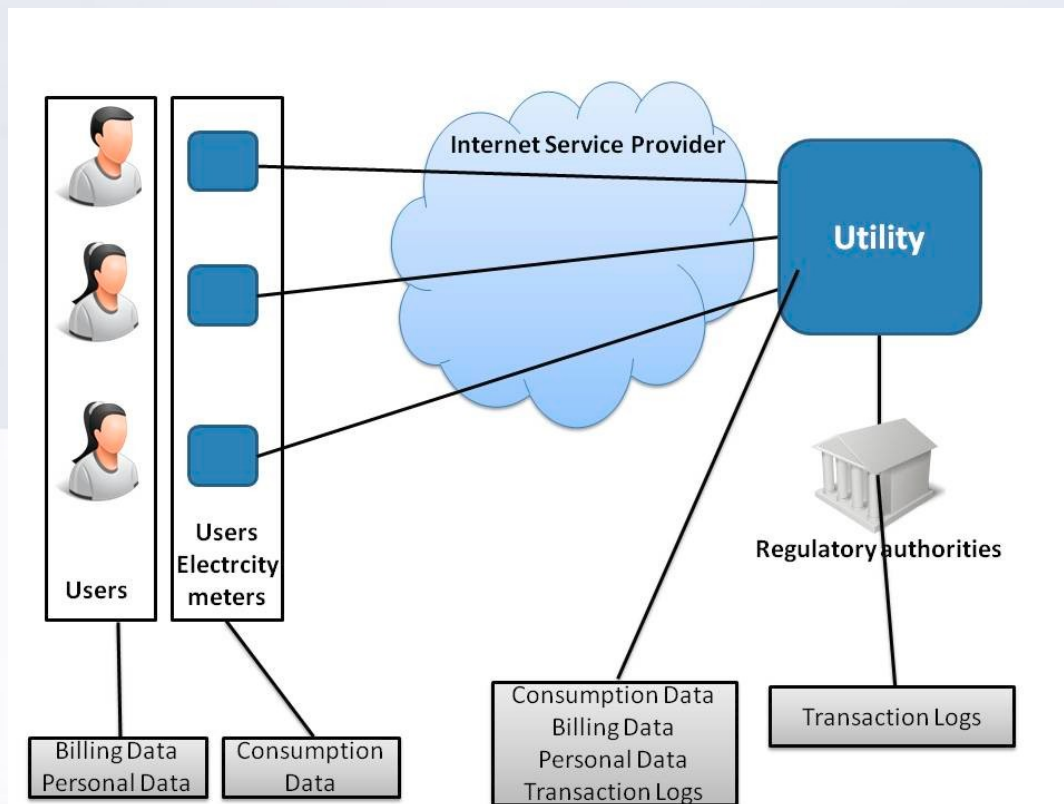 Internet Service Provider
Utility
Users
Electrcity
meters
Users
Regulatory authorities
Billing Data
Personal Data
Consumption
Data
Consumption Data
Billing Data
Personal Data
Transaction Logs
Transaction Logs